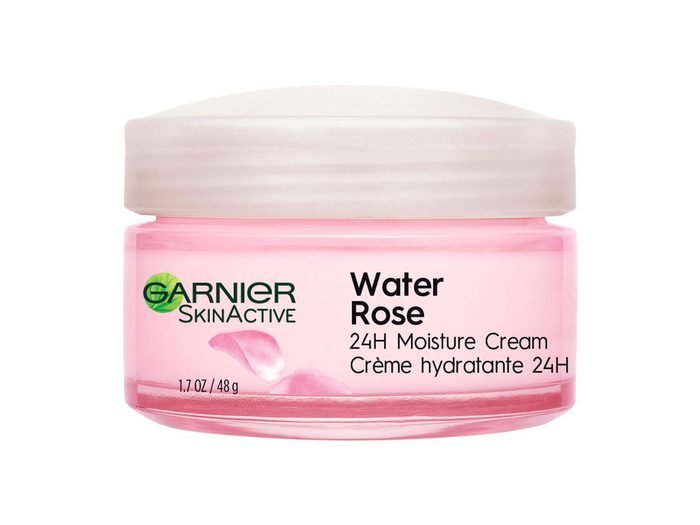 GARNIER
SKINACTIVE
Water
Rose
24H Moisture Cream
Crème hydratante 24H
1.7 OZ / 48 g